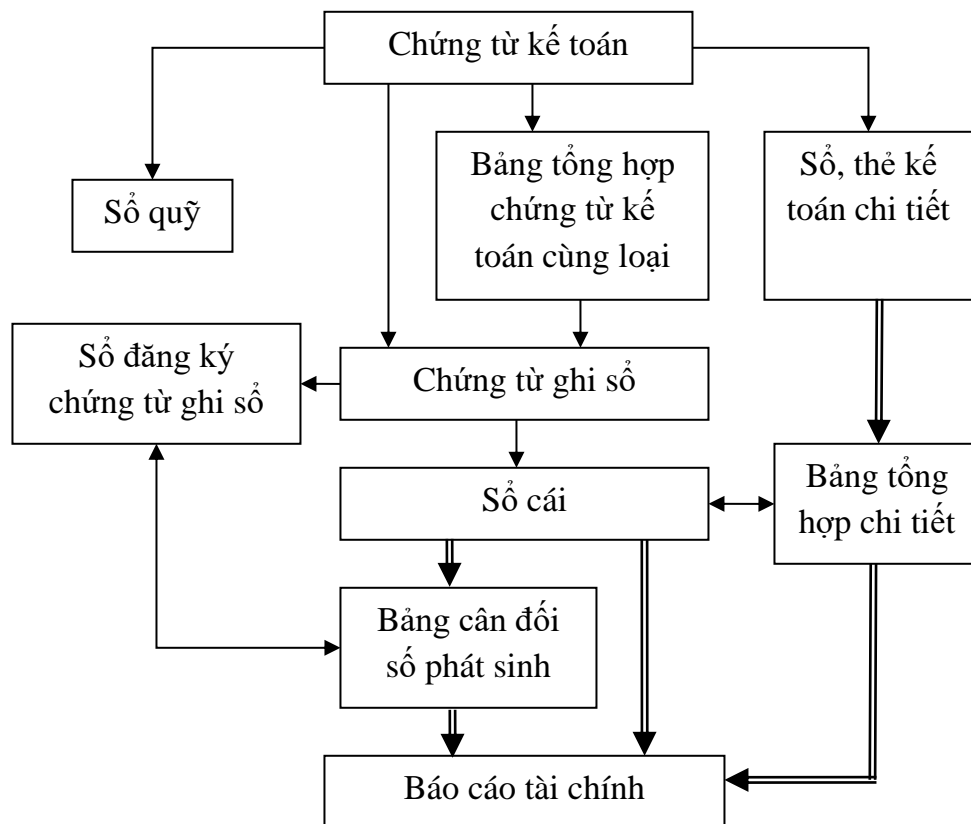 Chứng từ kế toán
Bảng tổng hợp
chứng từ kế
toán cùng loại
Sổ, thẻ kế
toán chi tiết
Sổ quỹ
Sổ đăng ký
chứng từ ghi sổ
Chứng từ ghi sổ
Sổ cái
Bảng tổng
hợp chi tiết
Bảng cân đối
số phát sinh
Báo cáo tài chính